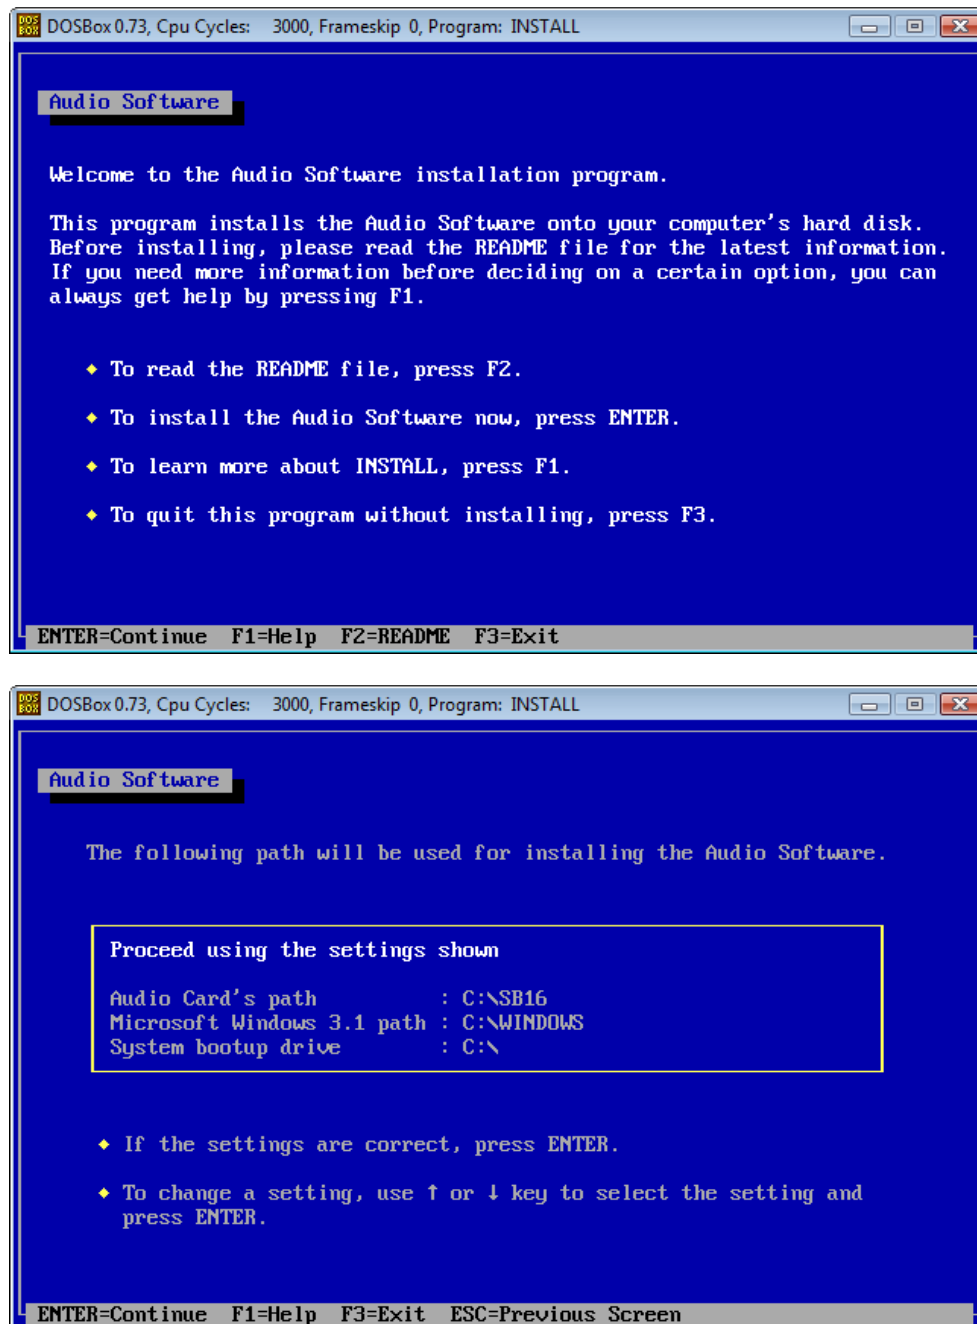 DOSBox 0.73, Cpu Cycles: 3000, Frameskip 0, Program: INSTALL
Audio Software
Welcome to the Audio Software installation program.
This program installs the Audio Software onto your computer's hard disk.
Before installing, please read the README file for the latest information.
If you need more information before deciding on a certain option, you can
always get help by pressing F1.
◆ To read the README file, press F2.
◆ To install the Audio Software now, press ENTER.
◆ To learn more about INSTALL, press F1.
◆ To quit this program without installing, press F3.
ENTER=Continue F1=Help F2=README F3=Exit
DOSBox 0.73, Cpu Cycles: 3000, Frameskip 0, Program: INSTALL
Audio Software
The following path will be used for installing the Audio Software.
Proceed using the settings shown
Audio Card's path : C:\SB16
Microsoft Windows 3.1 path : C:\WINDOWS
System bootup drive : C:\
◆ If the settings are correct, press ENTER.
◆ To change a setting, use ↑ or ↓ key to select the setting and
press ENTER.
ENTER=Continue F1=Help F3=Exit ESC=Previous Screen